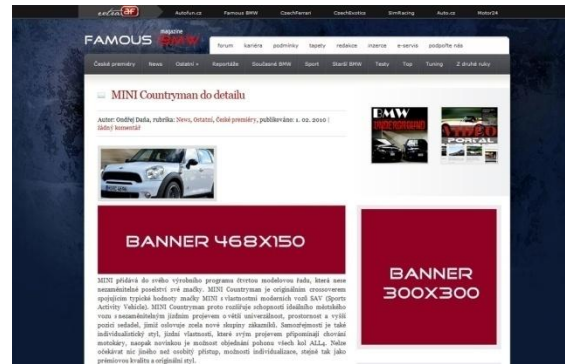 extra AF Autofun.cz Famous BMW CzechFerrari CzechExotics SimRacing Auto.cz Motor24
FAMOUS BMW magazine
forum kariéra podmínky tapety redakce inzerce e-servis podpořte nás
České premiéry News Ostatní » Reportáže Současné BMW Sport Starší BMW Testy Top Tuning Z druhé ruky
MINI Countryman do detailu
Autor: Ondřej Daňa, rubrika: News, Ostatní, České premiéry, publikováno: 1. 02. 2010 |
žádný komentář
BMW
UNDERGROUND
VIDEO
PORTAL
BANNER 468X150
BANNER
300X300
MINI přidává do svého výrobního programu čtvrtou modelovou řadu, která nese
nezaměnitelné poselství své značky. MINI Countryman je originálním crossoverem
spojujícím typické hodnoty značky MINI s vlastnostmi moderních vozů SAV (Sports
Activity Vehicle). MINI Countryman proto rozšiřuje schopnosti ideálního městského
vozu s nezaměnitelným jízdním projevem o větší univerzálnost, prostornost a vyšší
pozici sedadel, jimiž oslovuje zcela nové skupiny zákazníků. Samozřejmostí je také
individualistický styl, jízdní vlastnosti, které svým projevem připomínají chování
motokáry, naopak novinkou je možnost objednání pohonu všech kol ALL4. Nelze
očekávat nic jiného než osobitý přístup, možnosti individualizace, stejně tak jako
prémiovou kvalitu a originální styl.